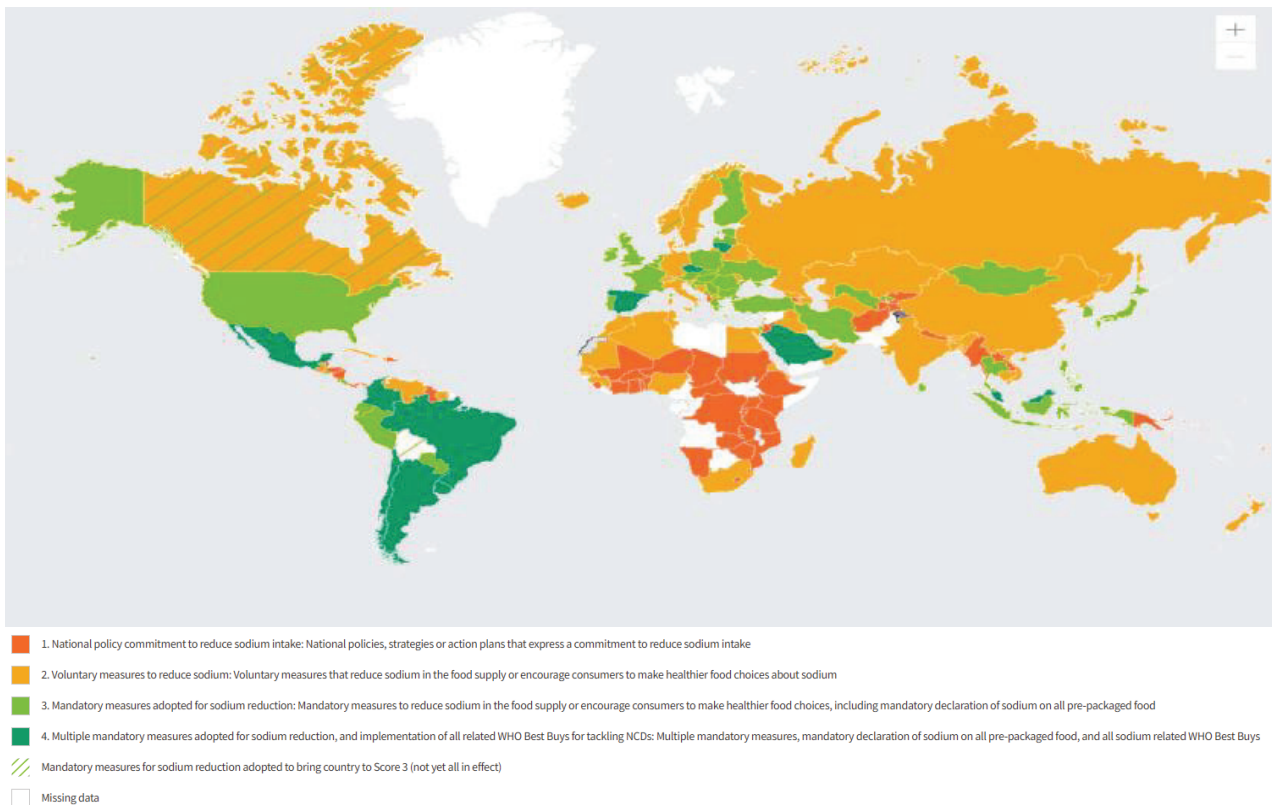 +
−
1. National policy commitment to reduce sodium intake: National policies, strategies or action plans that express a commitment to reduce sodium intake
2. Voluntary measures to reduce sodium: Voluntary measures that reduce sodium in the food supply or encourage consumers to make healthier food choices about sodium
3. Mandatory measures adopted for sodium reduction: Mandatory measures to reduce sodium in the food supply or encourage consumers to make healthier food choices, including mandatory declaration of sodium on all pre-packaged food
4. Multiple mandatory measures adopted for sodium reduction, and implementation of all related WHO Best Buys for tackling NCDs: Multiple mandatory measures, mandatory declaration of sodium on all pre-packaged food, and all sodium related WHO Best Buys
Mandatory measures for sodium reduction adopted to bring country to Score 3 (not yet all in effect)
Missing data